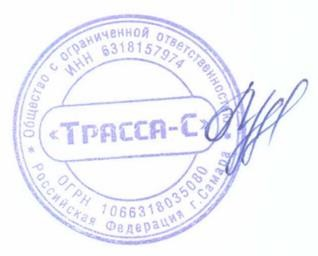 * Общество с ограниченной ответственностью
ИНН 6318157974
«ТРАССА-С»
ОГРН 1066318035080
Российская Федерация г.Самара